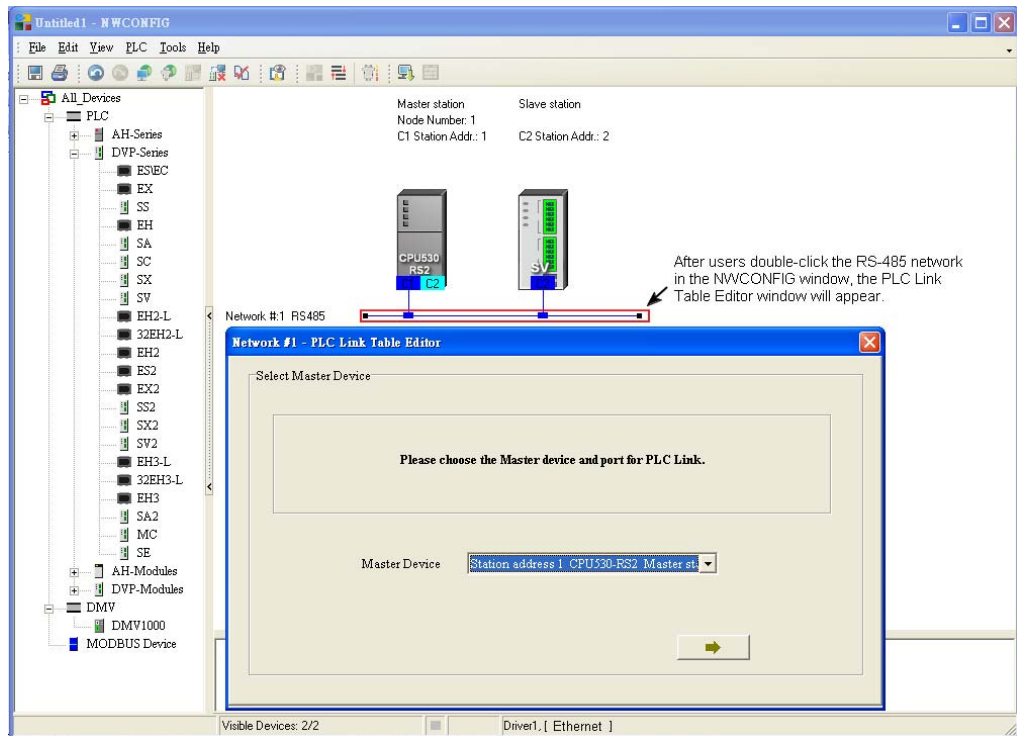 Untitled1 - NWCONFIG
File Edit View PLC Tools Help
All_Devices
PLC
AH-Series
DVP-Series
ES\EC
EX
SS
EH
SA
SC
SX
SV
EH2-L
32EH2-L
EH2
ES2
EX2
SS2
SX2
SV2
EH3-L
32EH3-L
EH3
SA2
MC
SE
AH-Modules
DVP-Modules
DMV
DMV1000
MODBUS Device
Master station
Node Number: 1
C1 Station Addr.: 1
Slave station
C2 Station Addr.: 2
CPU530
RS2
C1 C2
SV
C2
After users double-click the RS-485 network
in the NWCONFIG window, the PLC Link
Table Editor window will appear.
Network #:1 RS485
Network #1 - PLC Link Table Editor
Select Master Device
Please choose the Master device and port for PLC Link.
Master Device
Station address 1 CPU530-RS2 Master st
Visible Devices: 2/2
Driver1, [ Ethernet ]